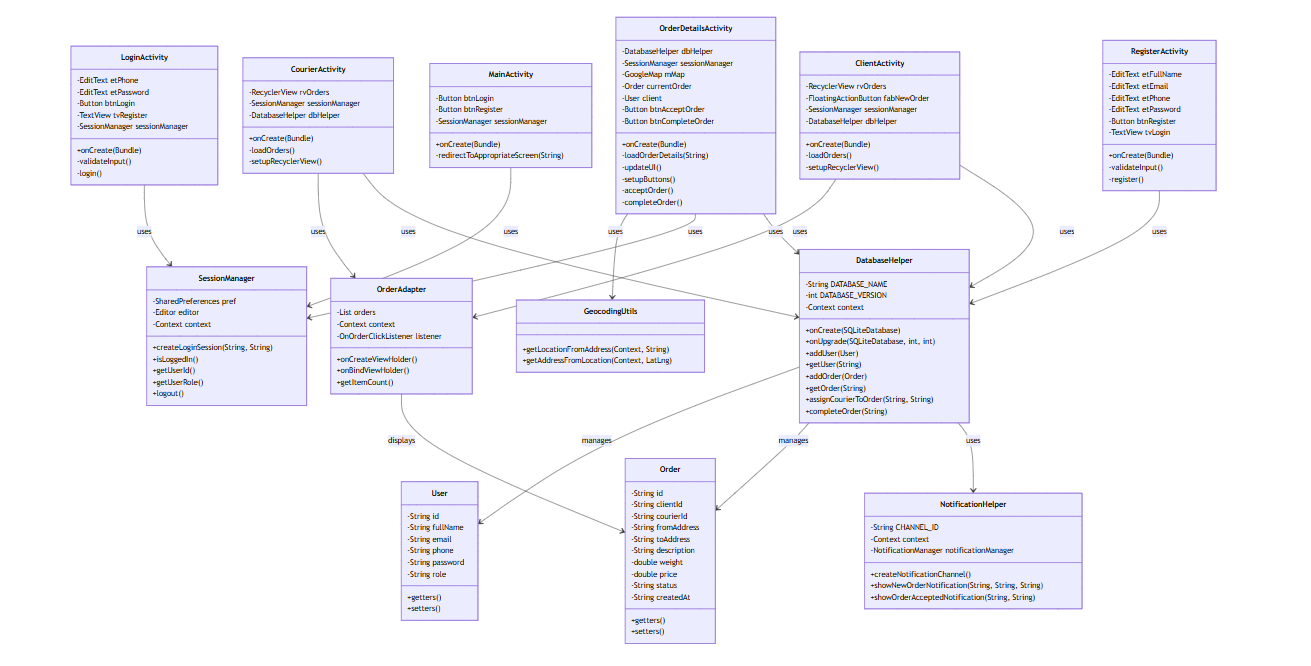 LoginActivity
-EditText etPhone
-EditText etPassword
-Button btnLogin
-TextView tvRegister
-SessionManager sessionManager
+onCreate(Bundle)
-validateInput()
-login()
CourierActivity
-RecyclerView rvOrders
-SessionManager sessionManager
-DatabaseHelper dbHelper
+onCreate(Bundle)
-loadOrders()
-setupRecyclerView()
MainActivity
-Button btnLogin
-Button btnRegister
-SessionManager sessionManager
+onCreate(Bundle)
-redirectToAppropriateScreen(String)
OrderDetailsActivity
-DatabaseHelper dbHelper
-SessionManager sessionManager
-GoogleMap mMap
-Order currentOrder
-User client
-Button btnAcceptOrder
-Button btnCompleteOrder
+onCreate(Bundle)
-loadOrderDetails(String)
-updateUI()
-setupButtons()
-acceptOrder()
-completeOrder()
ClientActivity
-RecyclerView rvOrders
-FloatingActionButton fabNewOrder
-SessionManager sessionManager
-DatabaseHelper dbHelper
+onCreate(Bundle)
-loadOrders()
-setupRecyclerView()
RegisterActivity
-EditText etFullName
-EditText etEmail
-EditText etPhone
-EditText etPassword
-Button btnRegister
-TextView tvLogin
+onCreate(Bundle)
-validateInput()
-register()
uses
uses
uses
uses
uses
uses
uses
uses
uses
uses
SessionManager
-SharedPreferences pref
-Editor editor
-Context context
+createLoginSession(String, String)
+isLoggedIn()
+getUserId()
+getUserRole()
+logout()
OrderAdapter
-List orders
-Context context
-OnOrderClickListener listener
+onCreateViewHolder()
+onBindViewHolder()
+getItemCount()
GeocodingUtils
+getLocationFromAddress(Context, String)
+getAddressFromLocation(Context, LatLng)
DatabaseHelper
-String DATABASE_NAME
-int DATABASE_VERSION
-Context context
+onCreate(SQLiteDatabase)
+onUpgrade(SQLiteDatabase, int, int)
+addUser(User)
+getUser(String)
+addOrder(Order)
+getOrder(String)
+assignCourierToOrder(String, String)
+completeOrder(String)
displays
manages
manages
uses
User
-String id
-String fullName
-String email
-String phone
-String password
-String role
+getters()
+setters()
Order
-String id
-String clientId
-String courierId
-String fromAddress
-String toAddress
-String description
-double weight
-double price
-String status
-String createdAt
+getters()
+setters()
NotificationHelper
-String CHANNEL_ID
-Context context
-NotificationManager notificationManager
+createNotificationChannel()
+showNewOrderNotification(String, String, String)
+showOrderAcceptedNotification(String, String)